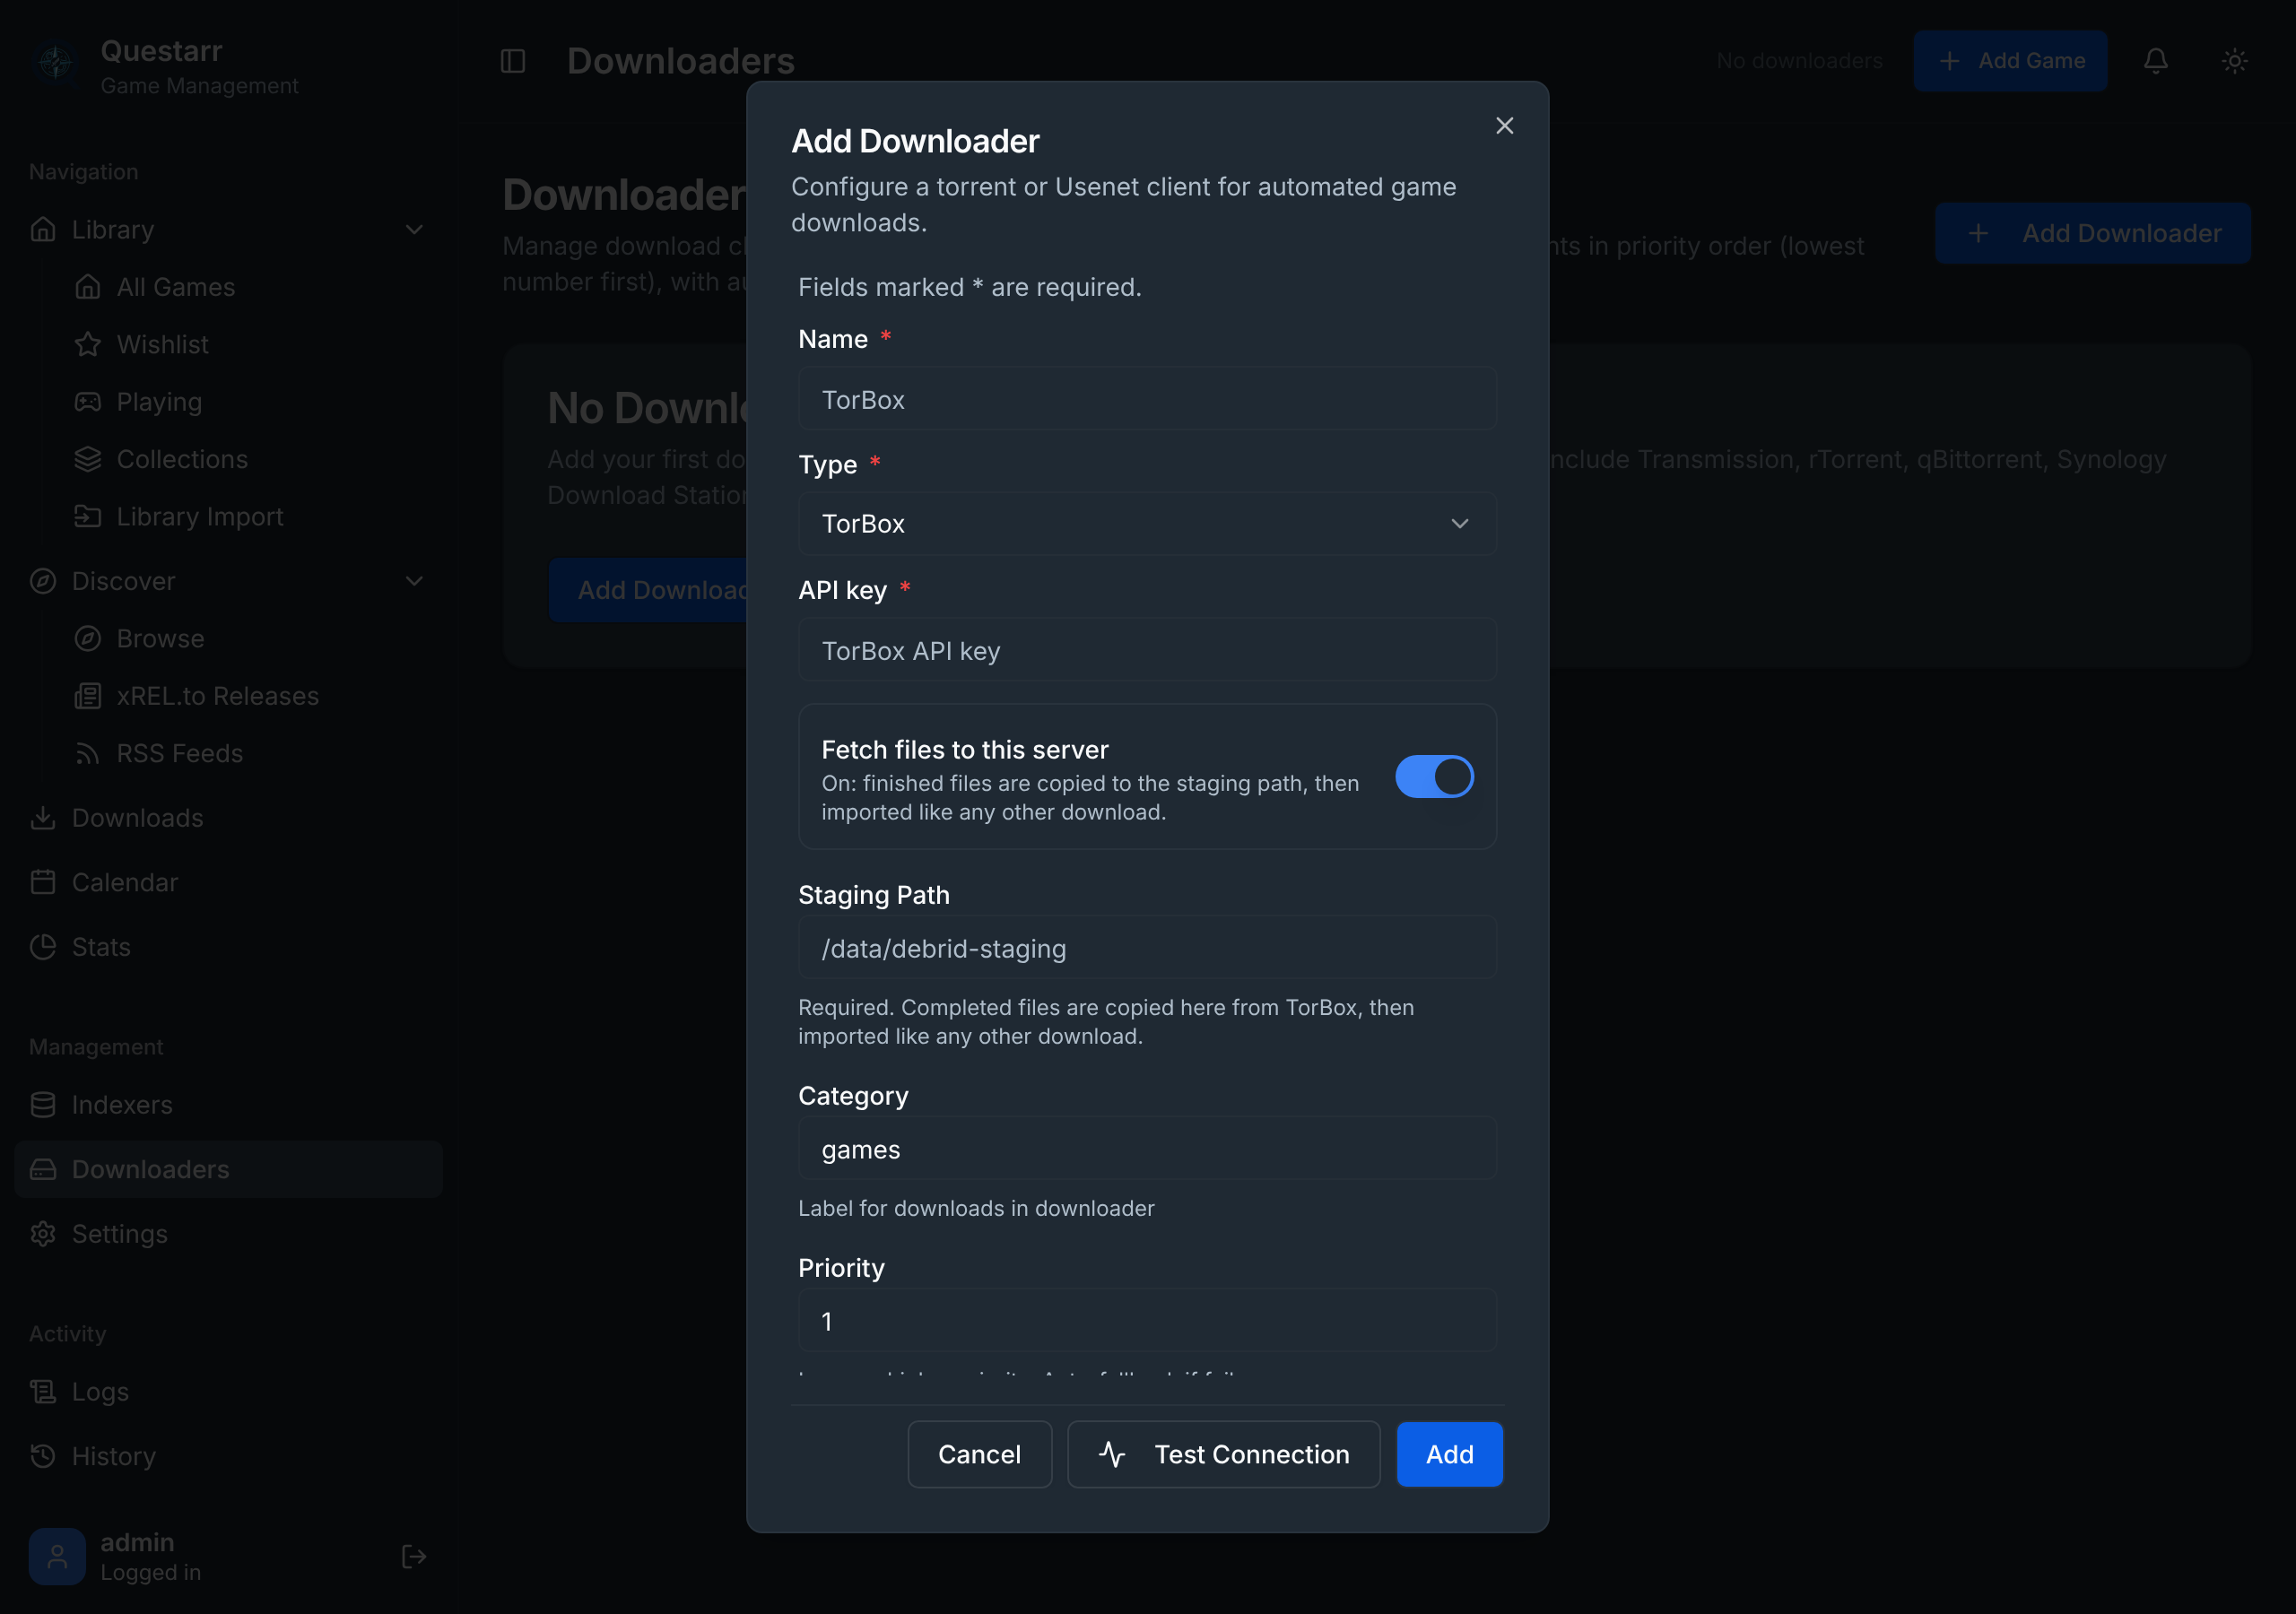 Questarr
Game Management
Navigation
Library
All Games
Wishlist
Playing
Collections
Library Import
Discover
Browse
xREL.to Releases
RSS Feeds
Downloads
Calendar
Stats
Management
Indexers
Downloaders
Settings
Activity
Logs
History
admin
Logged in
Downloaders
No downloaders
Add Game
Manage download
nts in priority order (lowest
number first), with
Add Downloader
No
Add your first
nclude Transmission, rTorrent, qBittorrent, Synology
Download
Add
Add Downloader
Configure a torrent or Usenet client for automated game
downloads.
Fields marked * are required.
Name *
TorBox
Type *
TorBox
API key *
TorBox API key
Fetch files to this server
On: finished files are copied to the staging path, then
imported like any other download.
Staging Path
/data/debrid-staging
Required. Completed files are copied here from TorBox, then
imported like any other download.
Category
games
Label for downloads in downloader
Priority
1
Cancel
Test Connection
Add